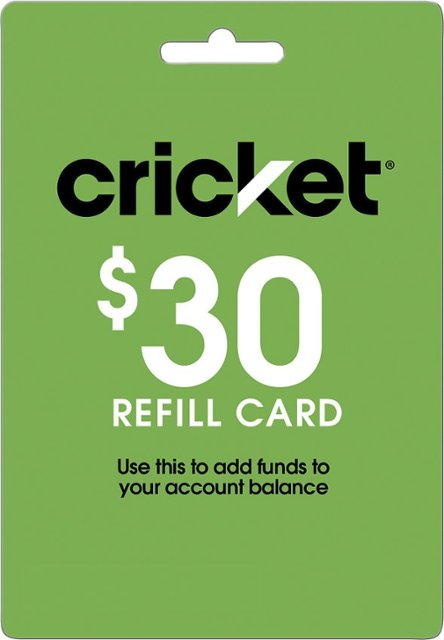 cricket®
$30
REFILL CARD
Use this to add funds to
your account balance